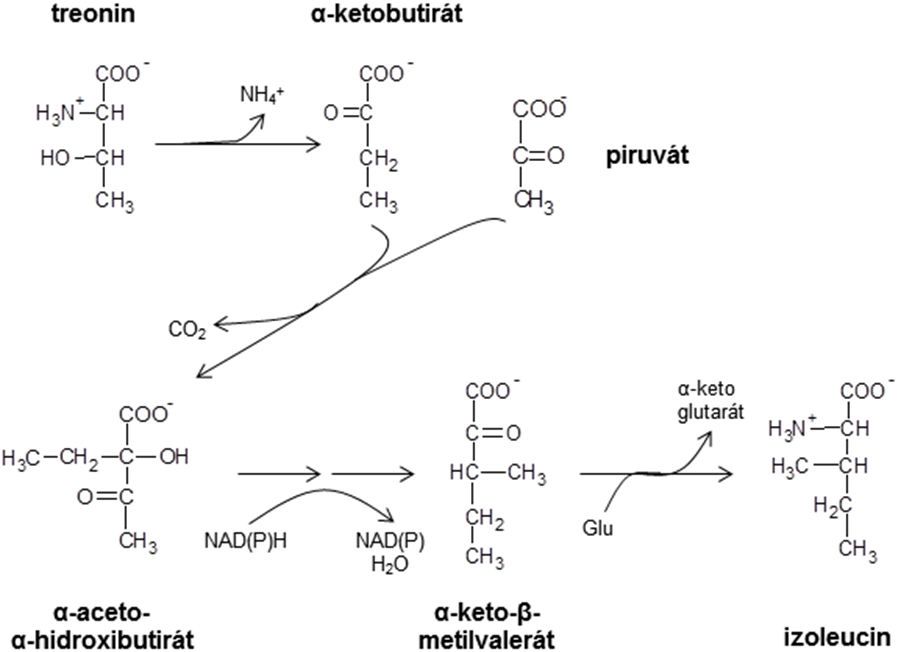 treonin
α-ketobutirát
COO⁻
H₃N⁺–CH
HO–CH
CH₃
NH₄⁺
COO⁻
O=C
CH₂
CH₃
COO⁻
C=O
CH₃
piruvát
CO₂
COO⁻
H₃C–CH₂–C–OH
O=C
CH₃
NAD(P)H
NAD(P)
H₂O
COO⁻
C=O
HC–CH₃
CH₂
CH₃
Glu
α-keto
glutarát
COO⁻
H₃N⁺–CH
H₃C–CH
H₂C
CH₃
α-aceto-
α-hidroxibutirát
α-keto-β-
metilvalerát
izoleucin